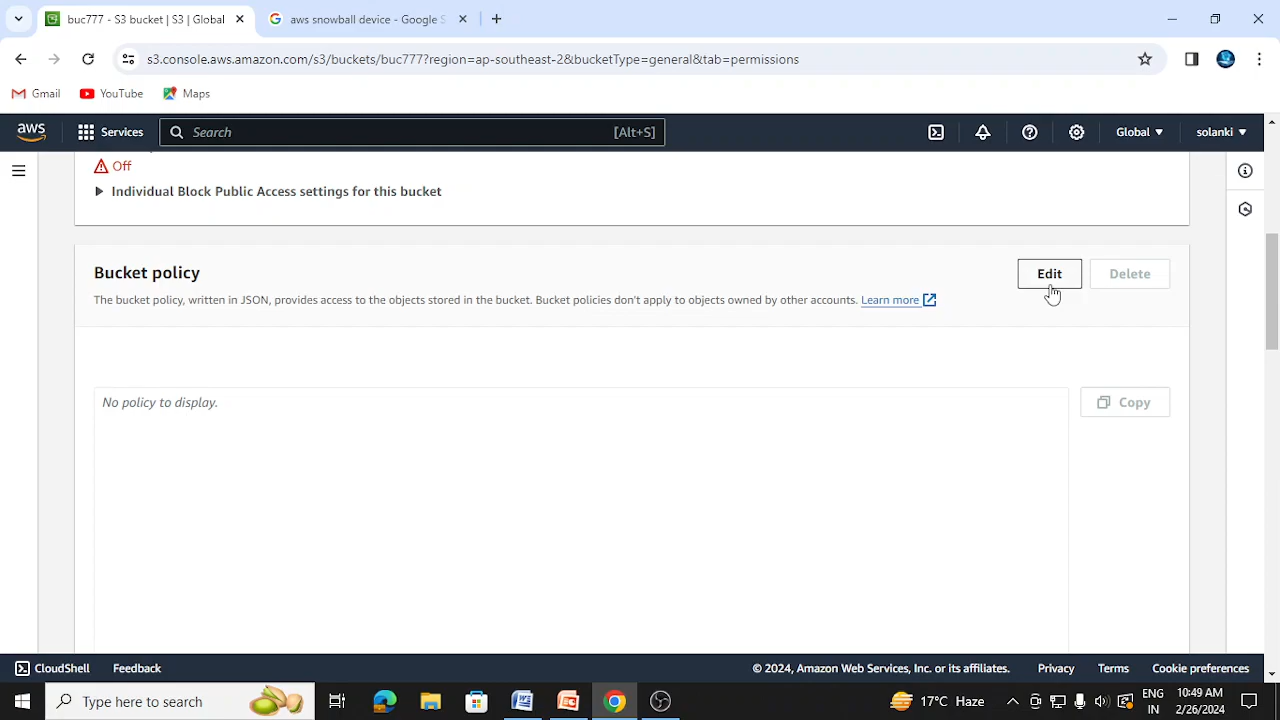 buc777 - S3 bucket | S3 | Global
aws snowball device - Google S
s3.console.aws.amazon.com/s3/buckets/buc777?region=ap-southeast-2&bucketType=general&tab=permissions
Gmail
YouTube
Maps
aws
Services
Search
[Alt+S]
Global
solanki
Off
Individual Block Public Access settings for this bucket
Bucket policy
Edit
Delete
The bucket policy, written in JSON, provides access to the objects stored in the bucket. Bucket policies don't apply to objects owned by other accounts. Learn more
No policy to display.
Copy
CloudShell
Feedback
© 2024, Amazon Web Services, Inc. or its affiliates.
Privacy
Terms
Cookie preferences
Type here to search
17°C Haze
ENG
IN
10:49 AM
2/26/2024